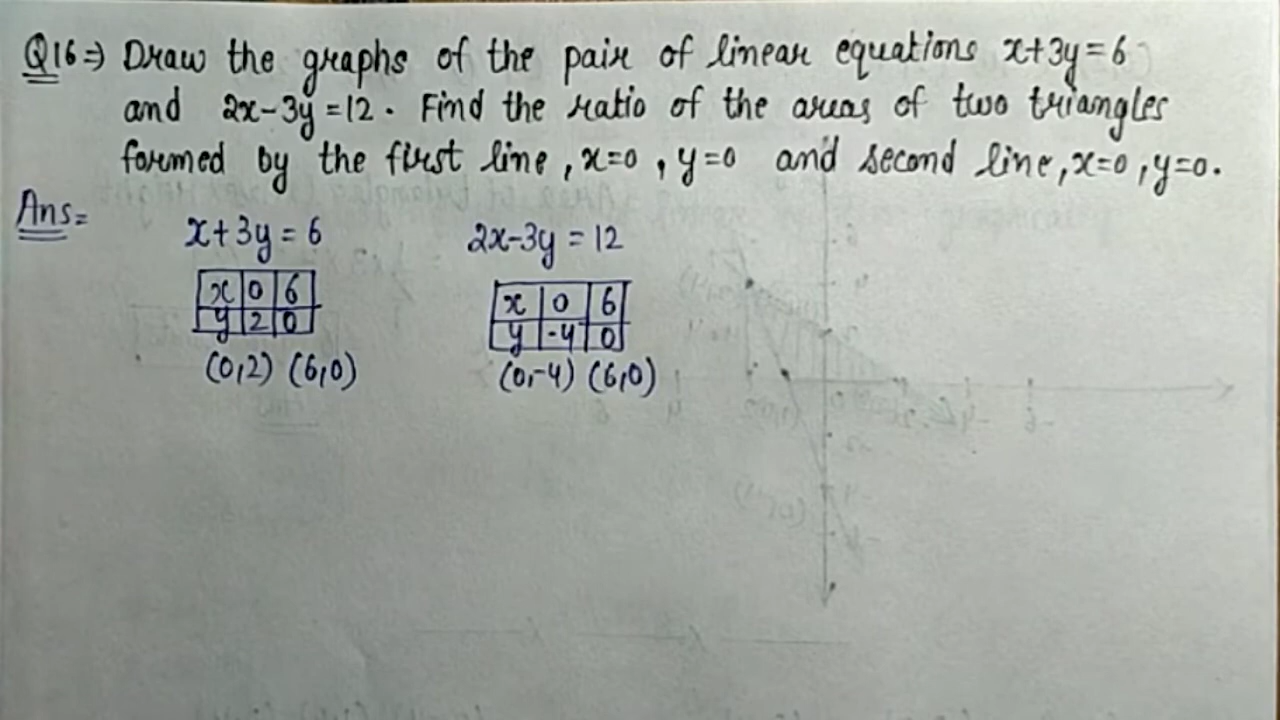 Q16⇒ Draw the graphs of the pair of linear equations x+3y=6
and 2x-3y=12. Find the ratio of the areas of two triangles
formed by the first line, x=0, y=0 and second line, x=0, y=0.
Ans=
x+3y=6
x 0 6
y 2 0
(0,2) (6,0)
2x-3y=12
x 0 6
y -4 0
(0,-4) (6,0)